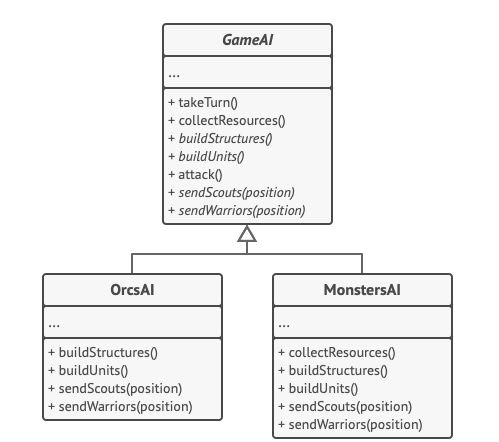 GameAI
...
+ takeTurn()
+ collectResources()
+ buildStructures()
+ buildUnits()
+ attack()
+ sendScouts(position)
+ sendWarriors(position)
OrcsAI
...
+ buildStructures()
+ buildUnits()
+ sendScouts(position)
+ sendWarriors(position)
MonstersAI
...
+ collectResources()
+ buildStructures()
+ buildUnits()
+ sendScouts(position)
+ sendWarriors(position)